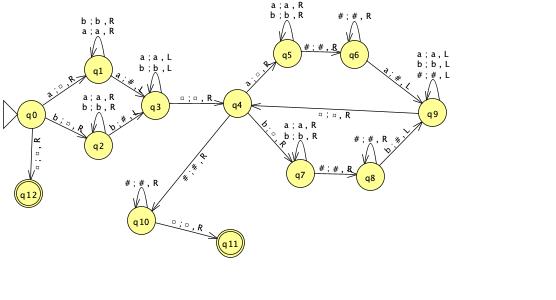 a ; a , R
b ; b , R
# ; # , R
b ; b , R
a ; a , R
q5
# ; # , R
q6
a ; a , L
b ; b , L
# ; # , L
q1
a ; a , L
b ; b , L
a ; □ , R
a ; # , L
a ; □ , R
a ; # , L
a ; a , R
b ; b , R
q3
□ ; □ , R
q4
q9
q0
b ; □ , R
b ; # , L
□ ; □ , R
q2
b ; □ , R
a ; a , R
b ; b , R
# ; # , R
b ; # , L
□ ; □ , R
# ; # , R
q7
# ; # , R
q8
q12
# ; # , R
q10
□ ; □ , R
q11